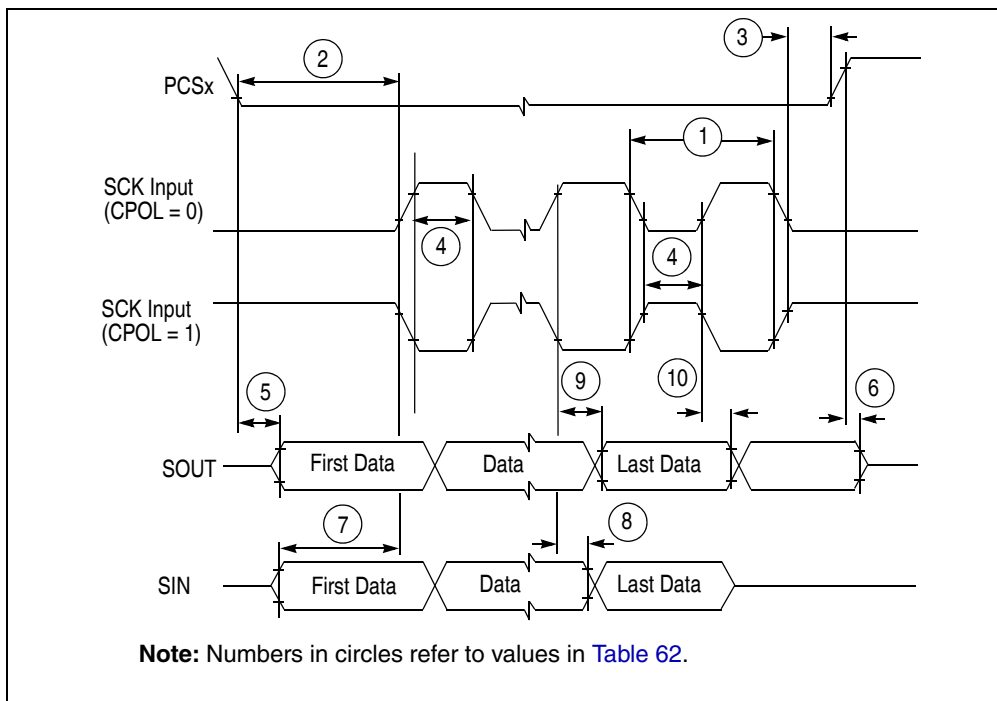 2
3
PCSx
1
SCK Input
(CPOL = 0)
4
4
SCK Input
(CPOL = 1)
5
9
10
6
SOUT
First Data
Data
Last Data
7
8
SIN
First Data
Data
Last Data
Note: Numbers in circles refer to values in Table 62.